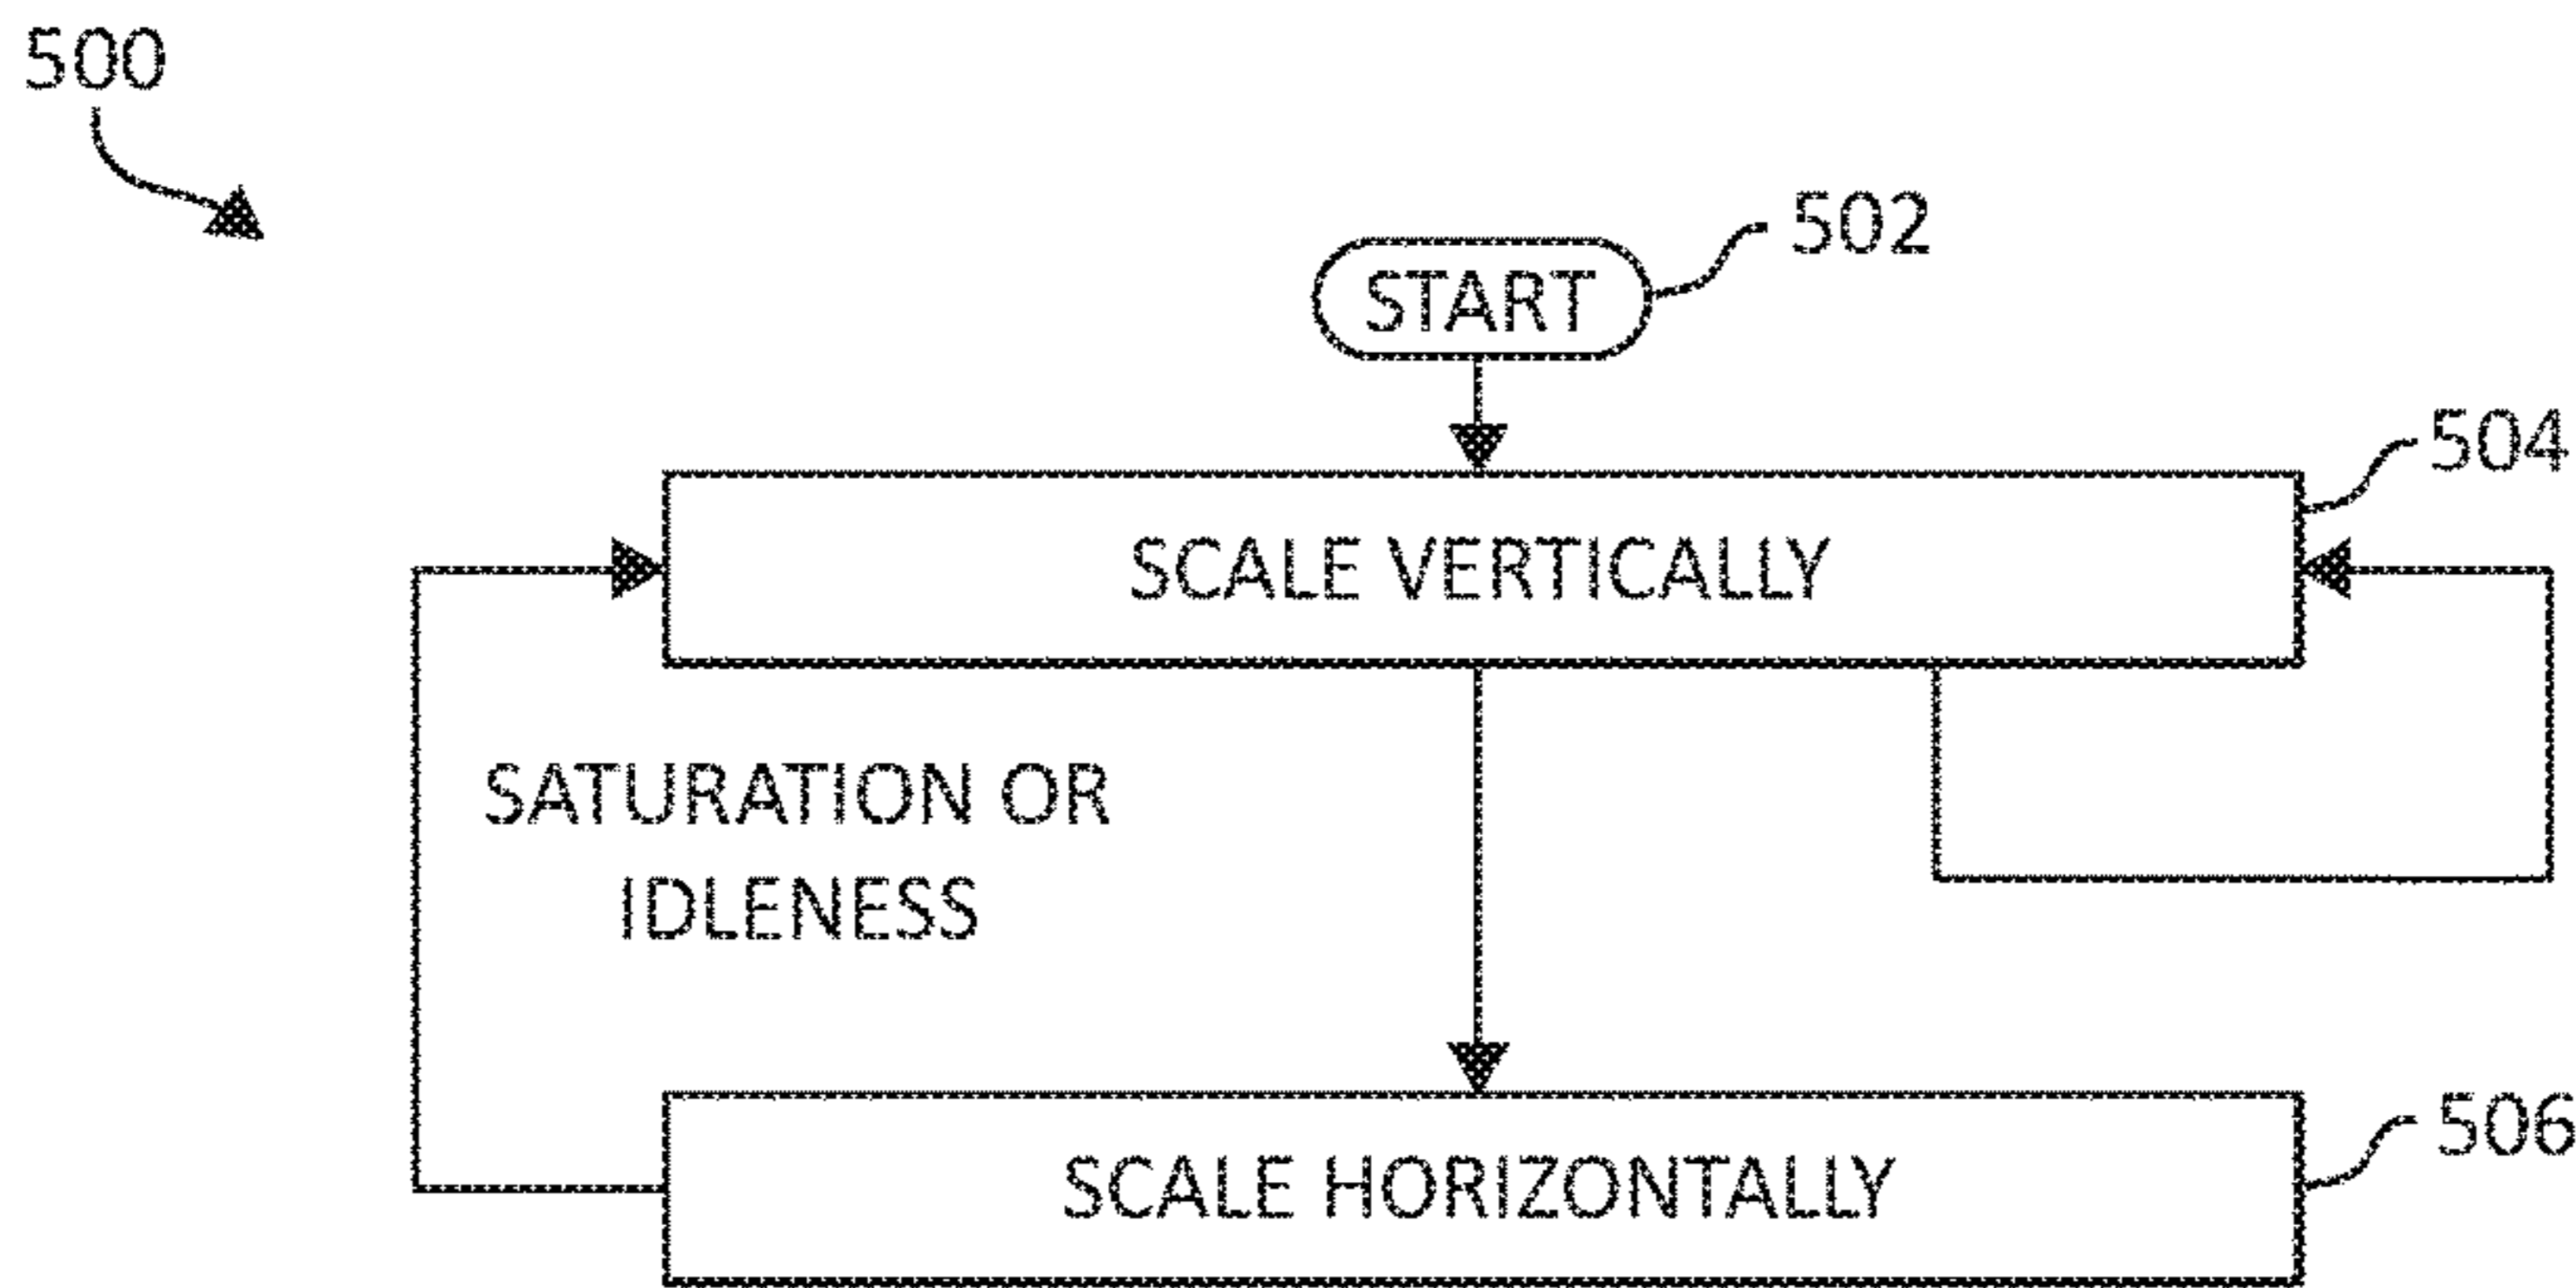 500
502
START
504
SCALE VERTICALLY
SATURATION OR
IDLENESS
506
SCALE HORIZONTALLY